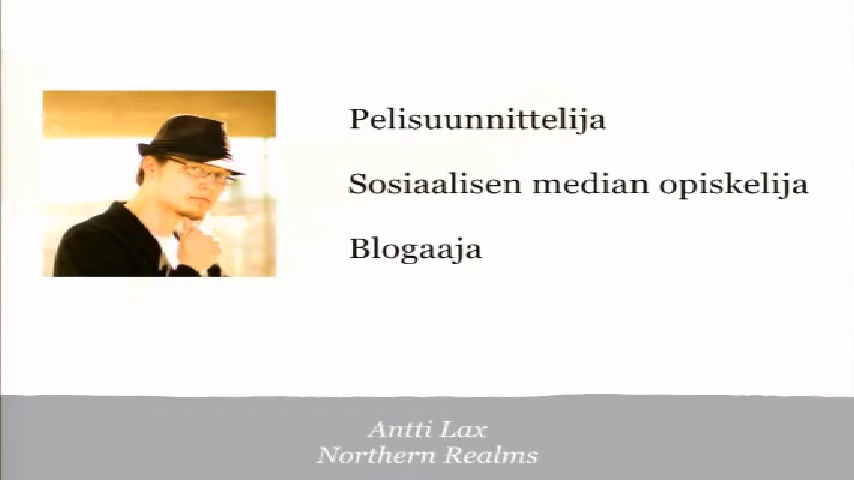 Pelisuunnittelija
Sosiaalisen median opiskelija
Blogaaja
Antti Lax
Northern Realms